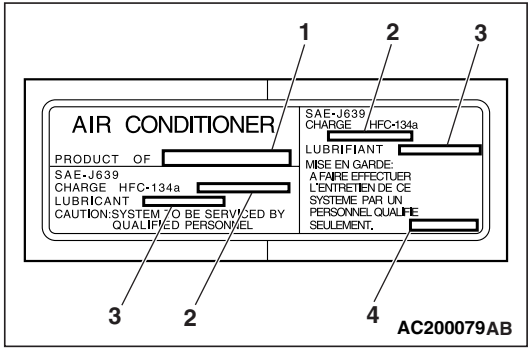 1
2
3
AIR CONDITIONER
PRODUCT OF
SAE-J639
CHARGE HFC-134a
LUBRICANT
CAUTION:SYSTEM TO BE SERVICED BY
QUALIFIED PERSONNEL
SAE-J639
CHARGE HFC-134a
LUBRIFIANT
MISE EN GARDE:
A FAIRE EFFECTUER
L'ENTRETIEN DE CE
SYSTEME PAR UN
PERSONNEL QUALIFIE
SEULEMENT.
3
2
4
AC200079AB